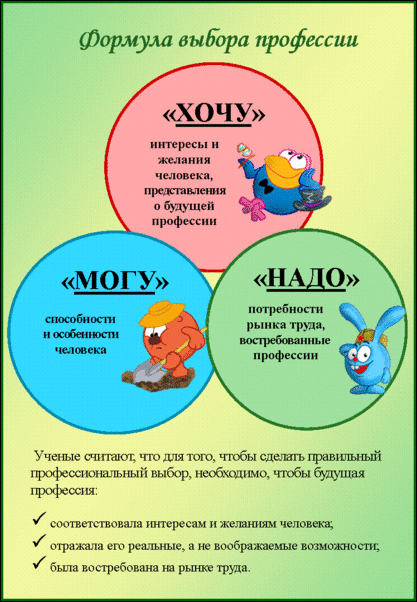 Формула выбора профессии
«ХОЧУ»
интересы и
желания
человека,
представления
о будущей
профессии
«МОГУ»
способности
и особенности
человека
«НАДО»
потребности
рынка труда,
востребованные
профессии
Ученые считают, что для того, чтобы сделать правильный
профессиональный выбор, необходимо, чтобы будущая
профессия:
✓ соответствовала интересам и желаниям человека;
✓ отражала его реальные, а не воображаемые возможности;
✓ была востребована на рынке труда.